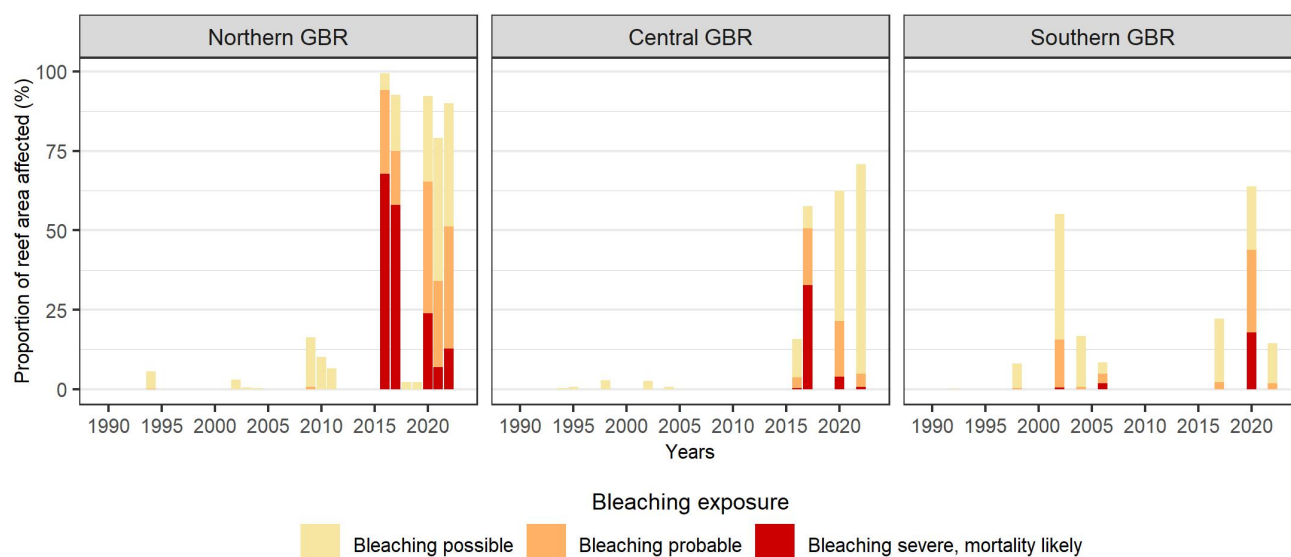 Northern GBR
Central GBR
Southern GBR
Proportion of reef area affected (%)
100
75
50
25
0
1990 1995 2000 2005 2010 2015 2020
1990 1995 2000 2005 2010 2015 2020
1990 1995 2000 2005 2010 2015 2020
Years
Bleaching exposure
Bleaching possible
Bleaching probable
Bleaching severe, mortality likely